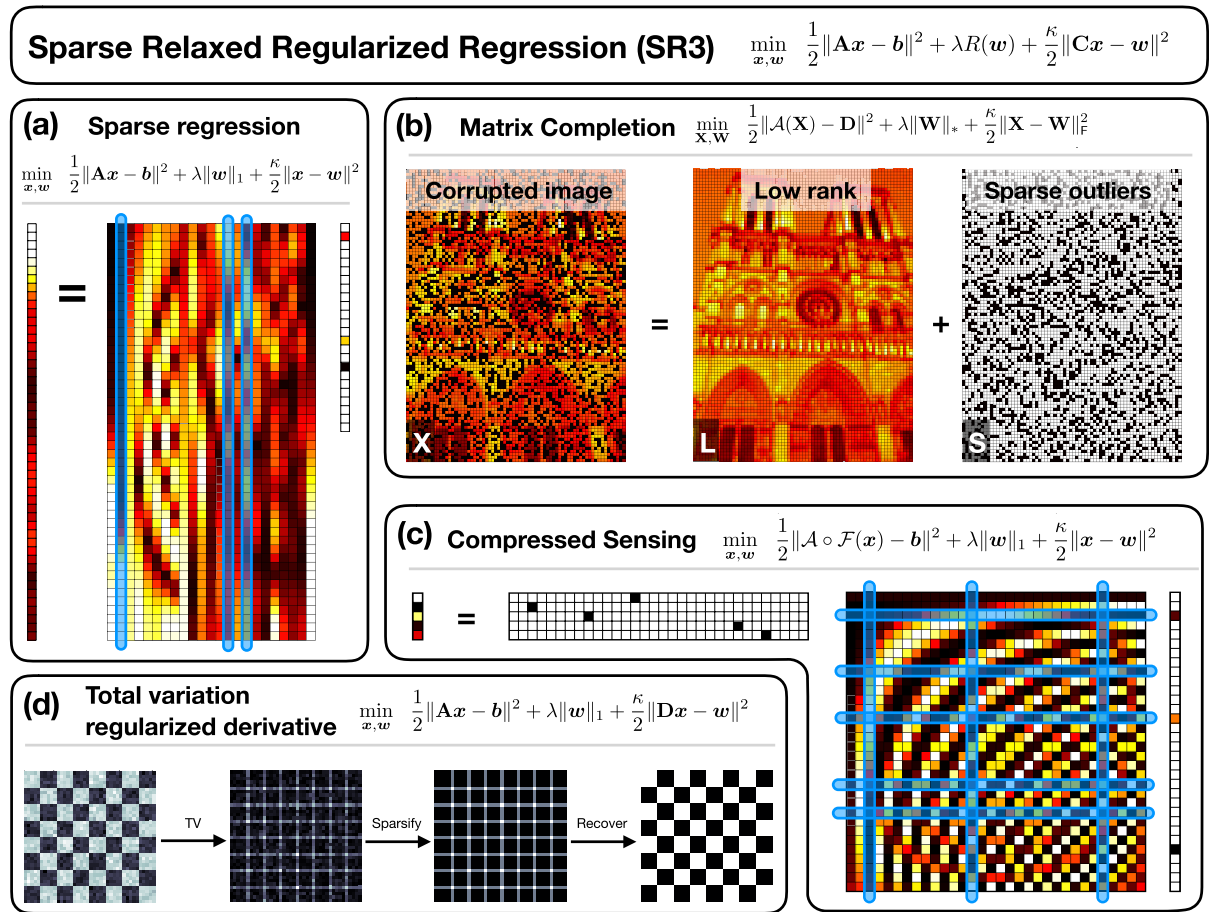 Sparse Relaxed Regularized Regression (SR3) min_{x,w} 1/2‖Ax − b‖² + λR(w) + κ/2‖Cx − w‖²
(a) Sparse regression
min_{x,w} 1/2‖Ax − b‖² + λ‖w‖₁ + κ/2‖x − w‖²
=
(b) Matrix Completion min_{X,W} 1/2‖𝒜(X) − D‖² + λ‖W‖_* + κ/2‖X − W‖²_F
Corrupted image Low rank Sparse outliers
= +
X L S
(c) Compressed Sensing min_{x,w} 1/2‖𝒜 ∘ ℱ(x) − b‖² + λ‖w‖₁ + κ/2‖x − w‖²
=
(d) Total variation
regularized derivative min_{x,w} 1/2‖Ax − b‖² + λ‖w‖₁ + κ/2‖Dx − w‖²
TV Sparsify Recover